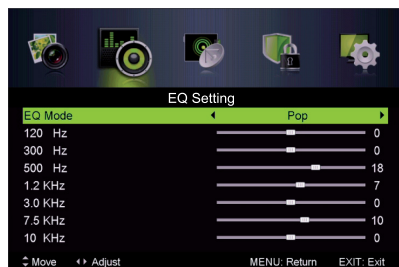 EQ Setting
EQ Mode Pop
120 Hz 0
300 Hz 0
500 Hz 18
1.2 KHz 7
3.0 KHz 0
7.5 KHz 10
10 KHz 0
Move Adjust MENU: Return EXIT: Exit